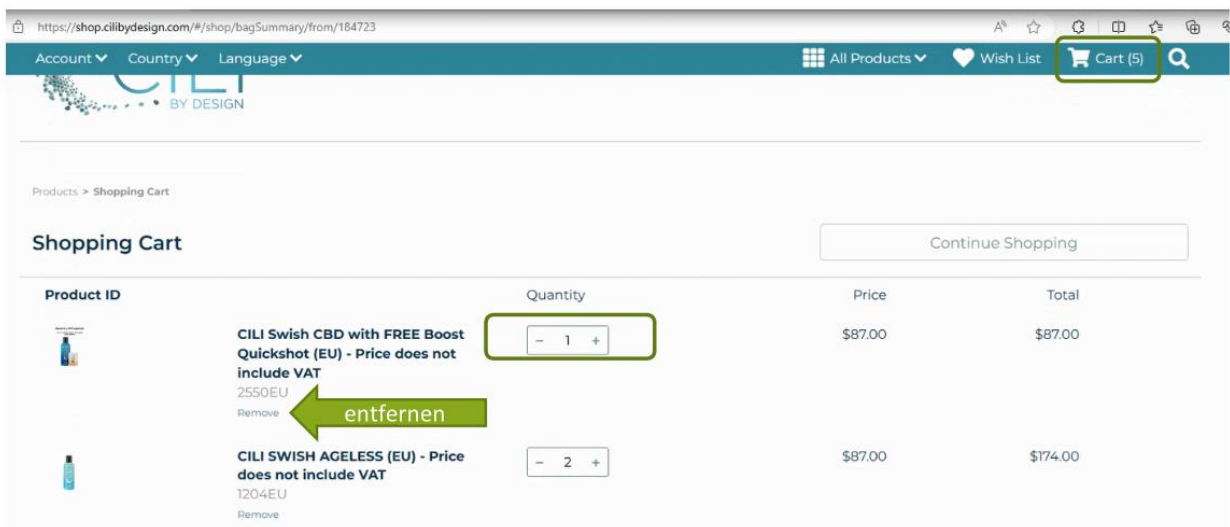 https://shop.cilibydesign.com/#/shop/bagSummary/from/184723
Account Country Language All Products Wish List Cart (5)
CILI
BY DESIGN
Products > Shopping Cart
Shopping Cart Continue Shopping
Product ID Quantity Price Total
CILI Swish CBD with FREE Boost - 1 + $87.00 $87.00
Quickshot (EU) - Price does not
include VAT
2550EU
Remove entfernen
CILI SWISH AGELESS (EU) - Price - 2 + $87.00 $174.00
does not include VAT
1204EU
Remove